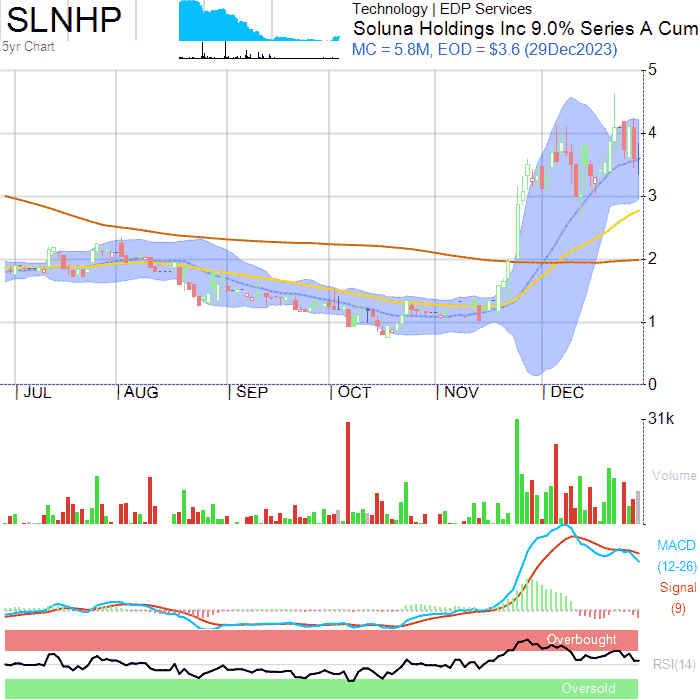 SLNHP
5yr Chart
Technology | EDP Services
Soluna Holdings Inc 9.0% Series A Cum
MC = 5.8M, EOD = $3.6 (29Dec2023)
5
4
3
2
1
0
JUL AUG SEP OCT NOV DEC
31k
Volume
MACD
(12-26)
Signal
(9)
Overbought
RSI(14)
Oversold